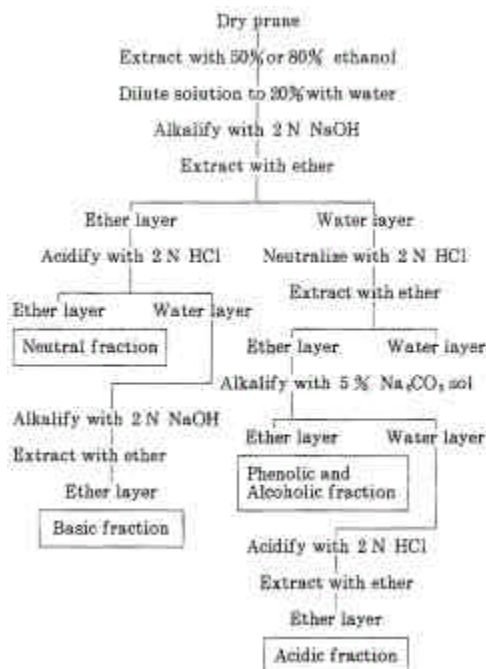 Dry prune
Extract with 50% or 80% ethanol
Dilute solution to 20% with water
Alkalify with 2 N NaOH
Extract with ether
Ether layer
Water layer
Acidify with 2 N HCl
Neutralize with 2 N HCl
Extract with ether
Ether layer
Water layer
Neutral fraction
Ether layer
Water layer
Alkalify with 5 % Na₂CO₃ sol
Alkalify with 2 N NaOH
Extract with ether
Ether layer
Basic fraction
Ether layer
Water layer
Phenolic and
Alcoholic fraction
Acidify with 2 N HCl
Extract with ether
Ether layer
Acidic fraction